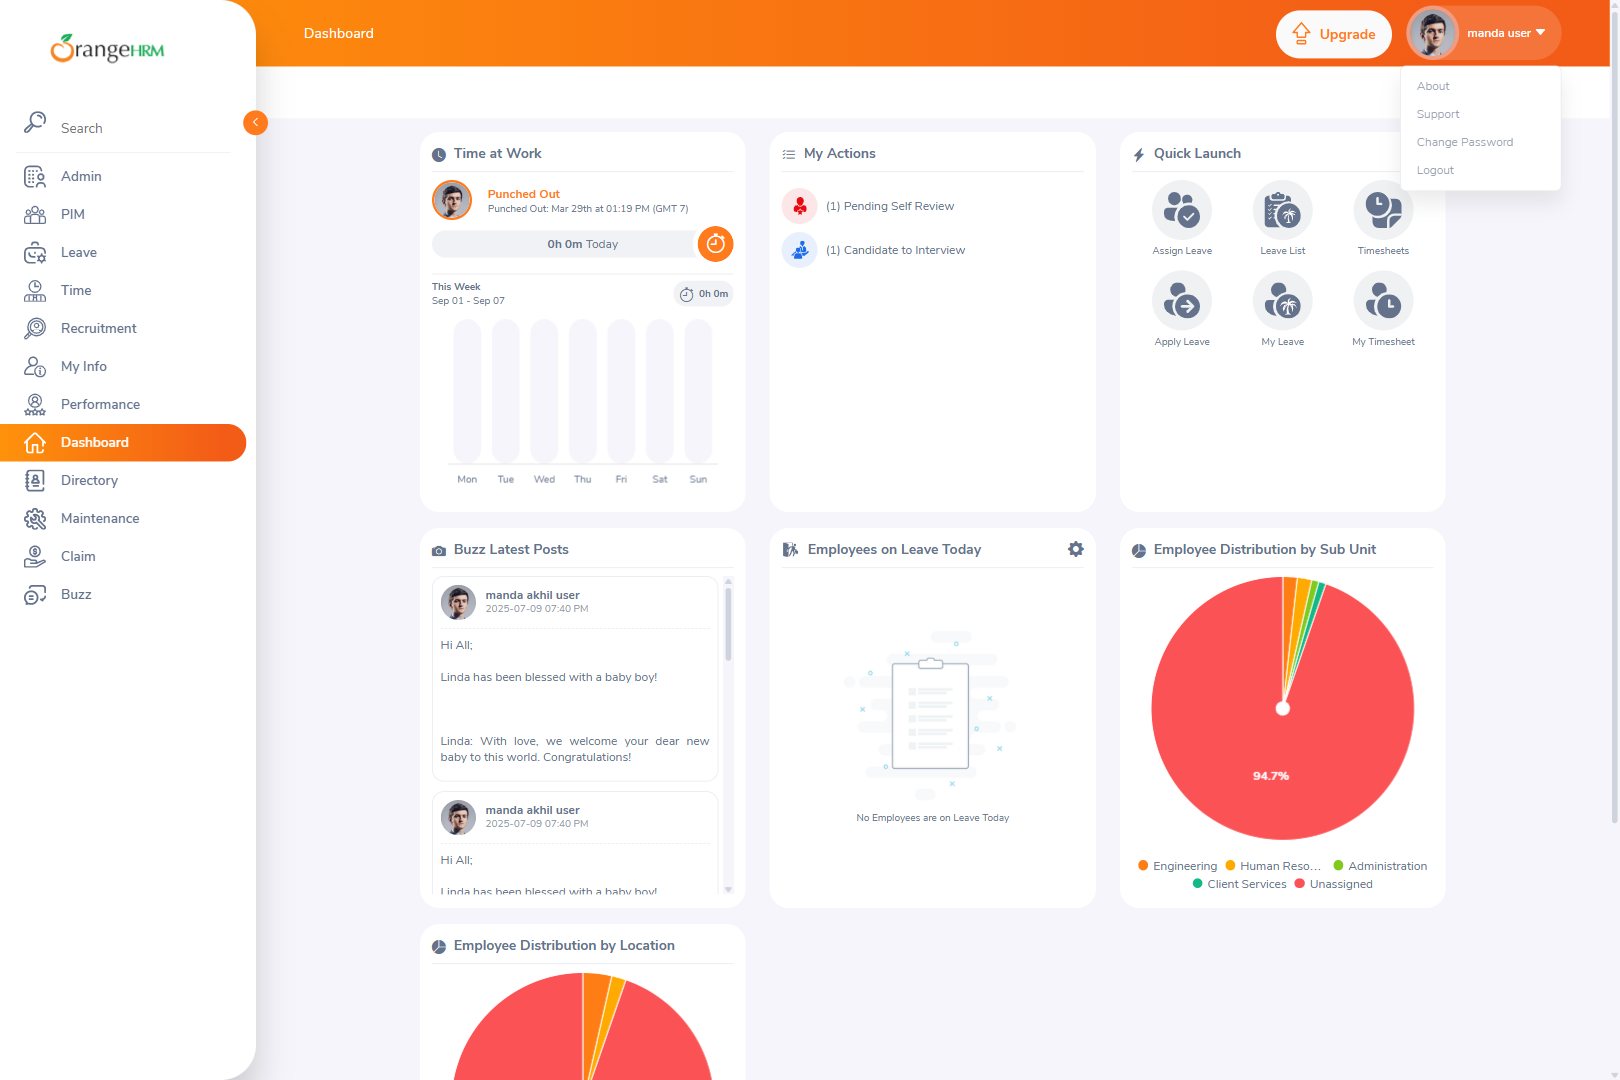 OrangeHRM
Search
Admin
PIM
Leave
Time
Recruitment
My Info
Performance
Dashboard
Directory
Maintenance
Claim
Buzz
Dashboard
Upgrade
manda user
About
Support
Change Password
Logout
Time at Work
Punched Out
Punched Out: Mar 29th at 01:19 PM (GMT 7)
0h 0m Today
This Week
Sep 01 - Sep 07
0h 0m
Mon Tue Wed Thu Fri Sat Sun
My Actions
(1) Pending Self Review
(1) Candidate to Interview
Quick Launch
Assign Leave
Leave List
Timesheets
Apply Leave
My Leave
My Timesheet
Buzz Latest Posts
manda akhil user
2025-07-09 07:40 PM
Hi All;
Linda has been blessed with a baby boy!
Linda: With love, we welcome your dear new
baby to this world. Congratulations!
manda akhil user
2025-07-09 07:40 PM
Hi All;
Linda has been blessed with a baby boy!
Employees on Leave Today
No Employees are on Leave Today
Employee Distribution by Sub Unit
94.7%
Engineering Human Reso... Administration
Client Services Unassigned
Employee Distribution by Location